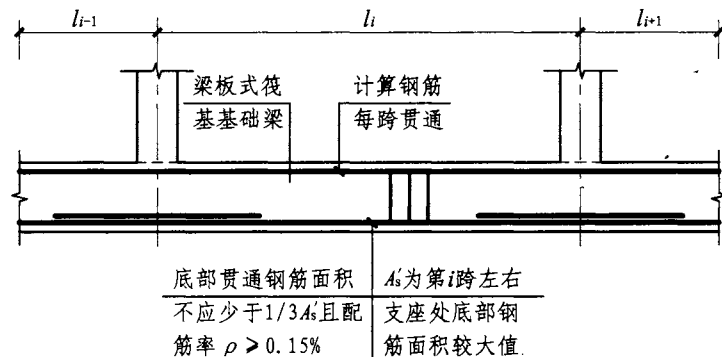 l_{i-1} l_i l_{i+1}
梁板式筏 计算钢筋
基基础梁 每跨贯通
底部贯通钢筋面积 A's为第i跨左右
不应少于1/3A's且配 支座处底部钢
筋率 ρ≥0.15% 筋面积较大值